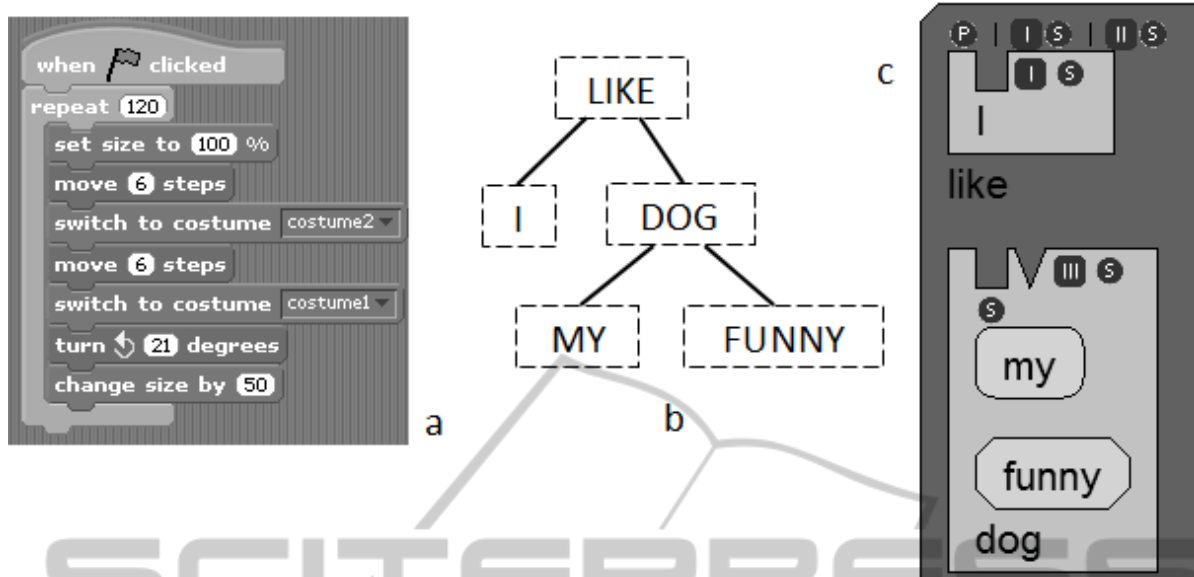 when clicked
repeat 120
set size to 100 %
move 6 steps
switch to costume costume2
move 6 steps
switch to costume costume1
turn 21 degrees
change size by 50
a
LIKE
I DOG
MY FUNNY
b
c
P | I S | II S
I S
I
like
III S
S
my
funny
dog
SCITEPRESS